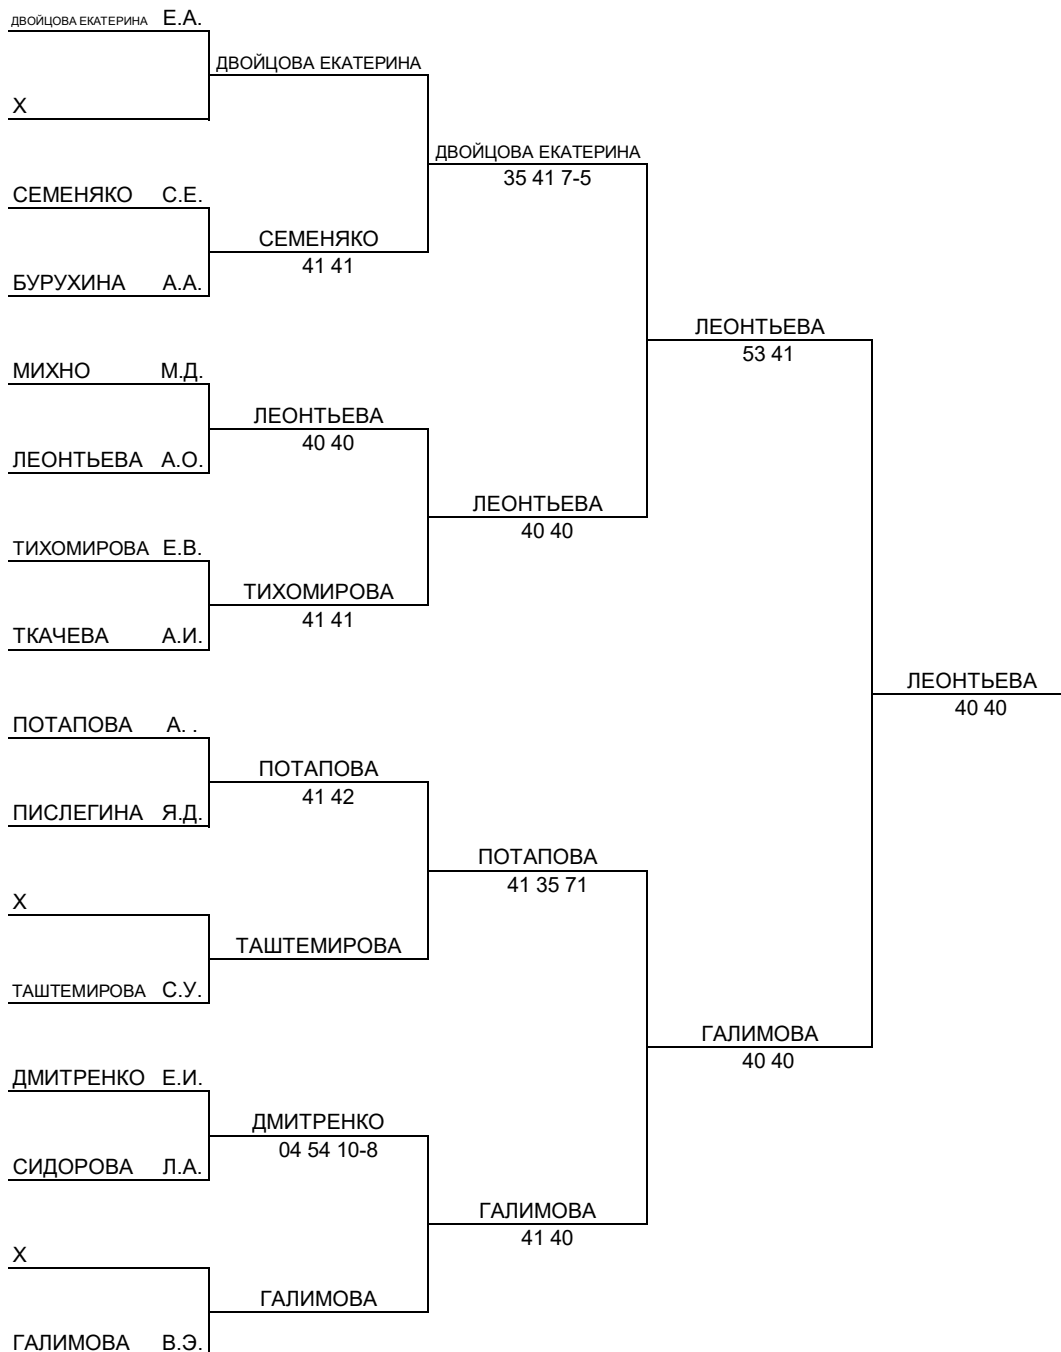 ДВОЙЦОВА ЕКАТЕРИНА Е.А.
ДВОЙЦОВА ЕКАТЕРИНА
Х
ДВОЙЦОВА ЕКАТЕРИНА
35 41 7-5
СЕМЕНЯКО С.Е.
СЕМЕНЯКО
41 41
БУРУХИНА А.А.
ЛЕОНТЬЕВА
53 41
МИХНО М.Д.
ЛЕОНТЬЕВА
40 40
ЛЕОНТЬЕВА А.О.
ЛЕОНТЬЕВА
40 40
ТИХОМИРОВА Е.В.
ТИХОМИРОВА
41 41
ТКАЧЕВА А.И.
ЛЕОНТЬЕВА
40 40
ПОТАПОВА А. .
ПОТАПОВА
41 42
ПИСЛЕГИНА Я.Д.
ПОТАПОВА
41 35 71
Х
ТАШТЕМИРОВА
ТАШТЕМИРОВА С.У.
ГАЛИМОВА
40 40
ДМИТРЕНКО Е.И.
ДМИТРЕНКО
04 54 10-8
СИДОРОВА Л.А.
ГАЛИМОВА
41 40
Х
ГАЛИМОВА
ГАЛИМОВА В.Э.